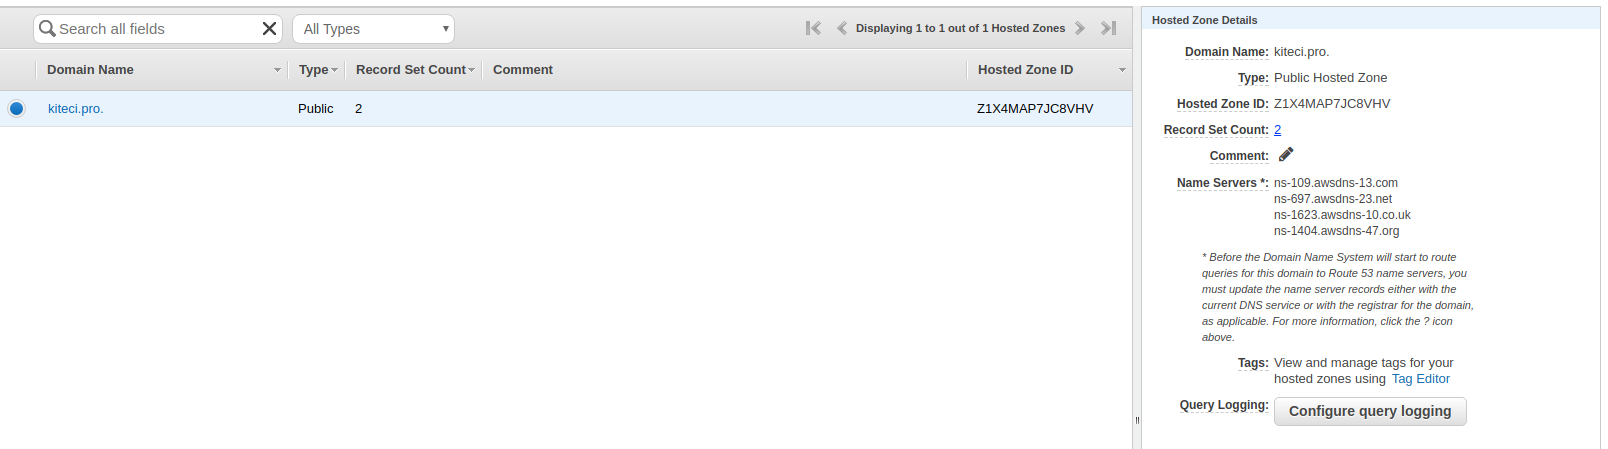 Search all fields
All Types
Displaying 1 to 1 out of 1 Hosted Zones
Domain Name Type Record Set Count Comment Hosted Zone ID
kiteci.pro. Public 2 Z1X4MAP7JC8VHV
Hosted Zone Details
Domain Name: kiteci.pro.
Type: Public Hosted Zone
Hosted Zone ID: Z1X4MAP7JC8VHV
Record Set Count: 2
Comment:
Name Servers *: ns-109.awsdns-13.com
ns-697.awsdns-23.net
ns-1623.awsdns-10.co.uk
ns-1404.awsdns-47.org
* Before the Domain Name System will start to route
queries for this domain to Route 53 name servers, you
must update the name server records either with the
current DNS service or with the registrar for the domain,
as applicable. For more information, click the ? icon
above.
Tags: View and manage tags for your
hosted zones using Tag Editor
Query Logging: Configure query logging